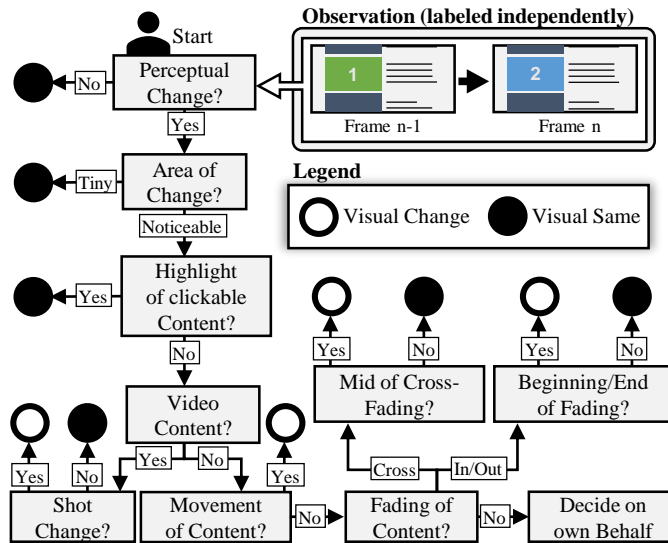 Start
Observation (labeled independently)
1
2
Frame n-1
Frame n
Perceptual
Change?
No
Yes
Area of
Change?
Tiny
Noticeable
Legend
Visual Change
Visual Same
Highlight
of clickable
Content?
Yes
No
Video
Content?
Yes
No
Yes
No
Shot
Change?
Yes
Movement
of Content?
No
Fading of
Content?
Cross
In/Out
Mid of Cross-
Fading?
Yes
No
Beginning/End
of Fading?
Yes
No
No
Decide on
own Behalf